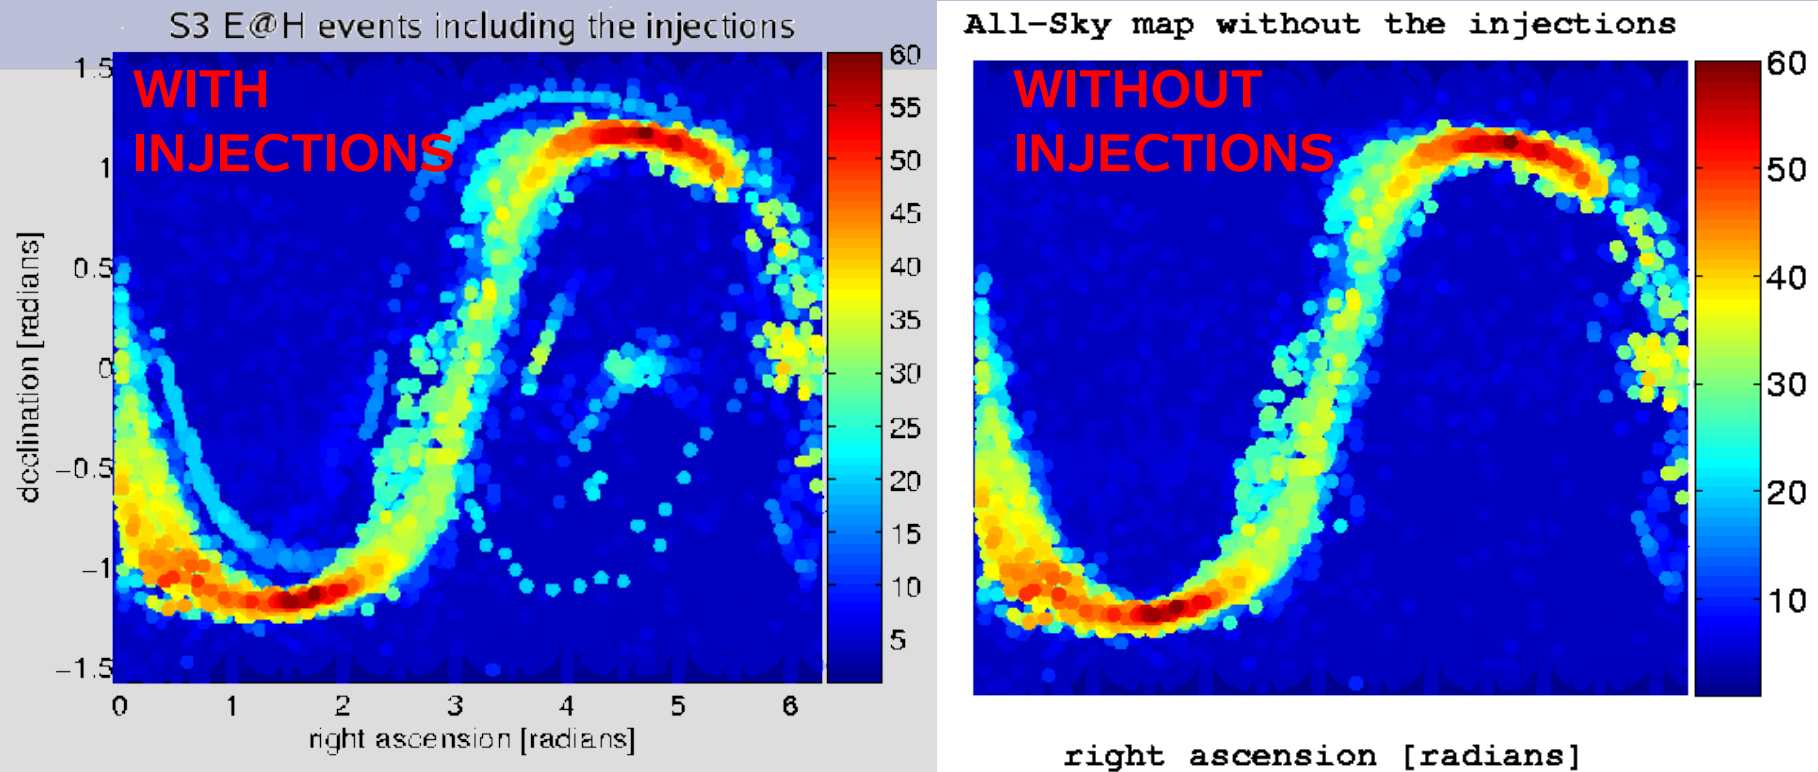 S3 E@H events including the injections
WITH
INJECTIONS
1.5
1
0.5
0
−0.5
−1
−1.5
declination [radians]
0 1 2 3 4 5 6
right ascension [radians]
60
55
50
45
40
35
30
25
20
15
10
5
All-Sky map without the injections
WITHOUT
INJECTIONS
60
50
40
30
20
10
right ascension [radians]